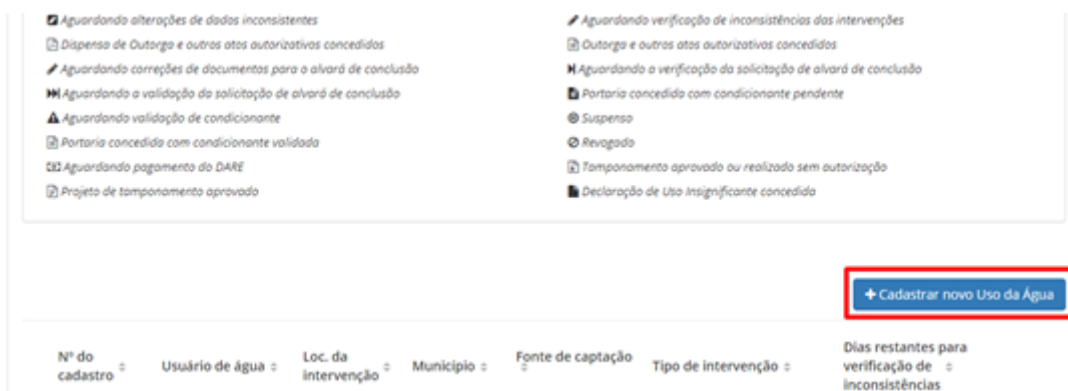 Aguardando alterações de dados inconsistentes
Aguardando verificação de inconsistências das intervenções
Dispensa de Outorga e outros atos autorizativos concedidos
Outorga e outros atos autorizativos concedidos
Aguardando correções de documentos para o alvará de conclusão
Aguardando a verificação da solicitação de alvará de conclusão
Aguardando a validação da solicitação de alvará de conclusão
Portaria concedida com condicionante pendente
Aguardando validação de condicionante
Suspenso
Portaria concedida com condicionante validada
Revogado
Aguardando pagamento do DARE
Tamponamento aprovado ou realizado sem autorização
Projeto de tamponamento aprovado
Declaração de Uso Insignificante concedida
+ Cadastrar novo Uso da Água
Nº do
cadastro
Usuário de água
Loc. da
intervenção
Município
Fonte de captação
Tipo de intervenção
Dias restantes para
verificação de
inconsistências